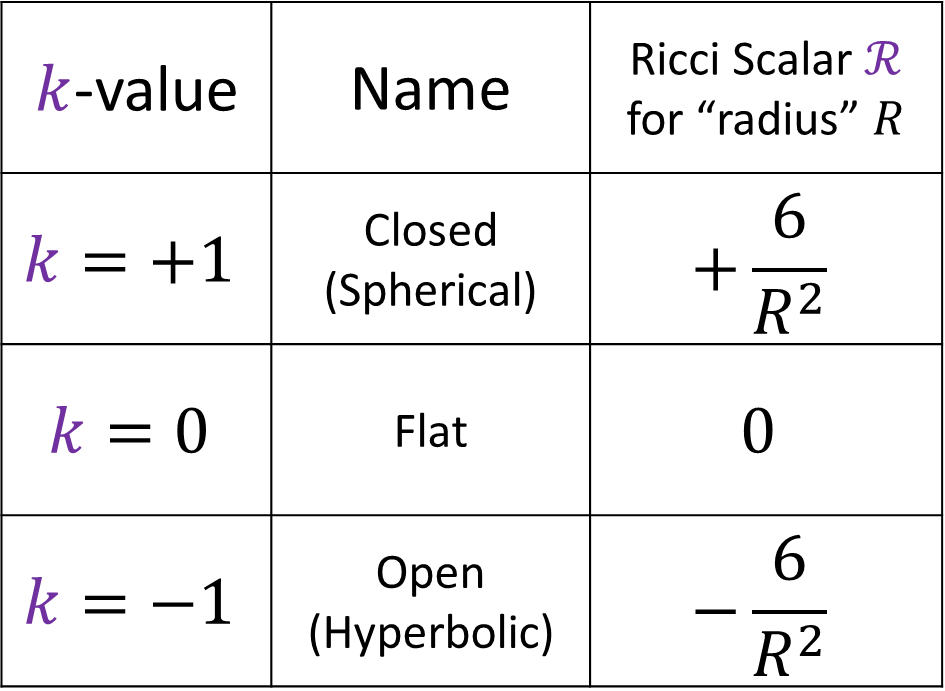 k-value
Name
Ricci Scalar ℛ
for “radius” R
k = +1
Closed
(Spherical)
+ 6/R²
k = 0
Flat
0
k = −1
Open
(Hyperbolic)
− 6/R²